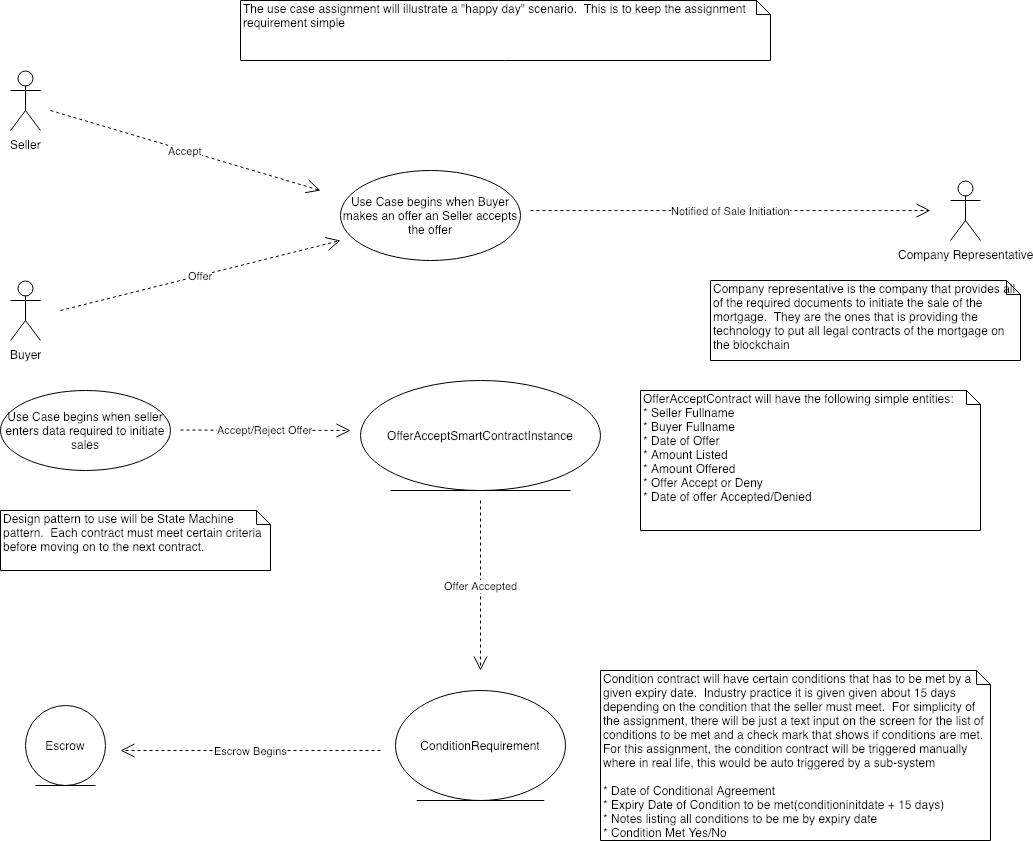 The use case assignment will illustrate a "happy day" scenario.  This is to keep the assignment
requirement simple
Seller
Accept
Use Case begins when Buyer
makes an offer an Seller accepts
the offer
Notified of Sale Initiation
Company Representative
Offer
Buyer
Company representative is the company that provides all
of the required documents to initiate the sale of the
mortgage.  They are the ones that is providing the
technology to put all legal contracts of the mortgage on
the blockchain
Use Case begins when seller
enters data required to initiate
sales
Accept/Reject Offer
OfferAcceptSmartContractInstance
OfferAcceptContract will have the following simple entities:
* Seller Fullname
* Buyer Fullname
* Date of Offer
* Amount Listed
* Amount Offered
* Offer Accept or Deny
* Date of offer Accepted/Denied
Design pattern to use will be State Machine
pattern.  Each contract must meet certain criteria
before moving on to the next contract.
Offer Accepted
Condition contract will have certain conditions that has to be met by a
given expiry date.  Industry practice it is given given about 15 days
depending on the condition that the seller must meet.  For simplicity of
the assignment, there will be just a text input on the screen for the list of
conditions to be met and a check mark that shows if conditions are met.
For this assignment, the condition contract will be triggered manually
where in real life, this would be auto triggered by a sub-system
* Date of Conditional Agreement
* Expiry Date of Condition to be met(conditioninitdate + 15 days)
* Notes listing all conditions to be me by expiry date
* Condition Met Yes/No
Escrow
Escrow Begins
ConditionRequirement